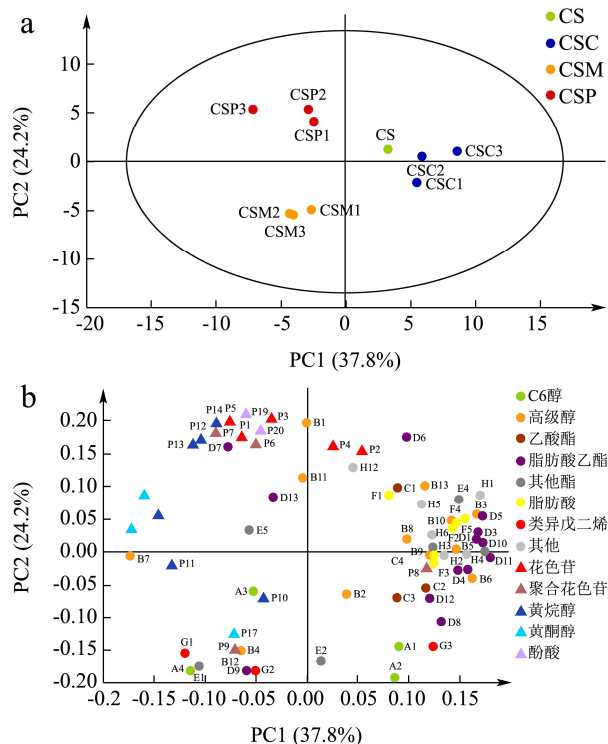 a
CS
CSC
CSM
CSP
PC2 (24.2%)
10
5
0
-5
-10
-15
-20
-15
-10
-5
0
5
10
15
PC1 (37.8%)
CSP3
CSP2
CSP1
CS
CSC3
CSC2
CSC1
CSM2
CSM1
CSM3
b
PC2 (24.2%)
0.20
0.15
0.10
0.05
0.00
-0.05
-0.10
-0.15
-0.20
-0.20
-0.15
-0.10
-0.05
0.00
0.05
0.10
0.15
PC1 (37.8%)
P14 P5 P19 P3 B1
P12 P7 P1 P20
P13 D7 P6 P4 P2 D6
B11 H12
D13 F1 C1 B13 E4 H1
H5 F4 B3
E5 B8 B10 F5 D5
H6 F2 D1 D3
B7 B9 H3 B5 D10
P11 C4 H2 H4 D11
P8 F3
A3 P10 B2 C3 C2 D4 B6
D12
P17 D8
G1 P9 B4 E2 A1 G3
A4 B12
E1 D9 G2 A2
C6醇
高级醇
乙酸酯
脂肪酸乙酯
其他酯
脂肪酸
类异戊二烯
其他
花色苷
聚合花色苷
黄烷醇
黄酮醇
酚酸